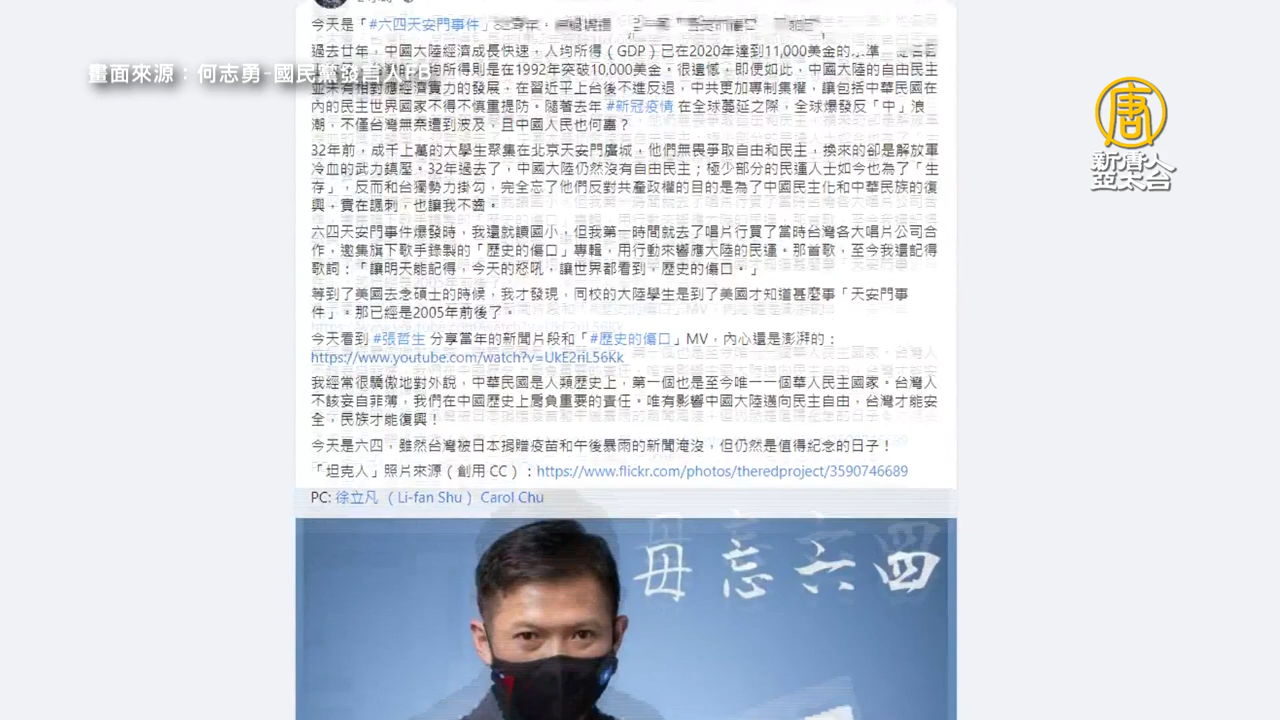 今天是「#六四天安門事件」
過去廿年，中國大陸經濟成長快速，人均所得（GDP）已在2020年達到11,000美金的水準
均所得則是在1992年突破10,000美金。很遺憾，即便如此，中國大陸的自由民主
畫面來源：何志勇-國民黨發言人FB
並未有相對應經濟實力的發展，在習近平上台後不進反退，中共更加專制集權，讓包括中華民國在
內的民主世界國家不得不慎重提防。隨著去年 #新冠疫情 在全球蔓延之際，全球爆發反「中」浪
潮，不僅台灣無奈遭到波及，且中國人民也何辜？
32年前，成千上萬的大學生聚集在北京天安門廣城，他們無畏爭取自由和民主，換來的卻是解放軍
冷血的武力鎮壓。32年過去了，中國大陸仍然沒有自由民主；極少部分的民運人士如今也為了「生
存」，反而和台獨勢力掛勾，完全忘了他們反對共產政權的目的是為了中國民主化和中華民族的復
興，實在諷刺，也讓我不齒。
六四天安門事件爆發時，我還就讀國小，但我第一時間就去了唱片行買了當時台灣各大唱片公司合
作，邀集旗下歌手錄製的「歷史的傷口」專輯，用行動來響應大陸的民運。那首歌，至今我還記得
歌詞：「讓明天能記得，今天的怒吼，讓世界都看到，歷史的傷口。」
等到了美國去念碩士的時候，我才發現，同校的大陸學生是到了美國才知道甚麼事「天安門事
件」。那已經是2005年前後了。
今天看到 #張哲生 分享當年的新聞片段和「#歷史的傷口」MV，內心還是澎湃的：
https://www.youtube.com/watch?v=UkE2riL56Kk
我經常很驕傲地對外說，中華民國是人類歷史上，第一個也是至今唯一一個華人民主國家。台灣人
不該妄自菲薄，我們在中國歷史上肩負重要的責任。唯有影響中國大陸邁向民主自由，台灣才能安
全，民族才能復興！
今天是六四，雖然台灣被日本捐贈疫苗和午後暴雨的新聞淹沒，但仍然是值得紀念的日子！
「坦克人」照片來源（創用 CC）：https://www.flickr.com/photos/theredproject/3590746689
PC: 徐立凡 （Li-fan Shu） Carol Chu
毋忘六四
唐
新唐人
亞太台